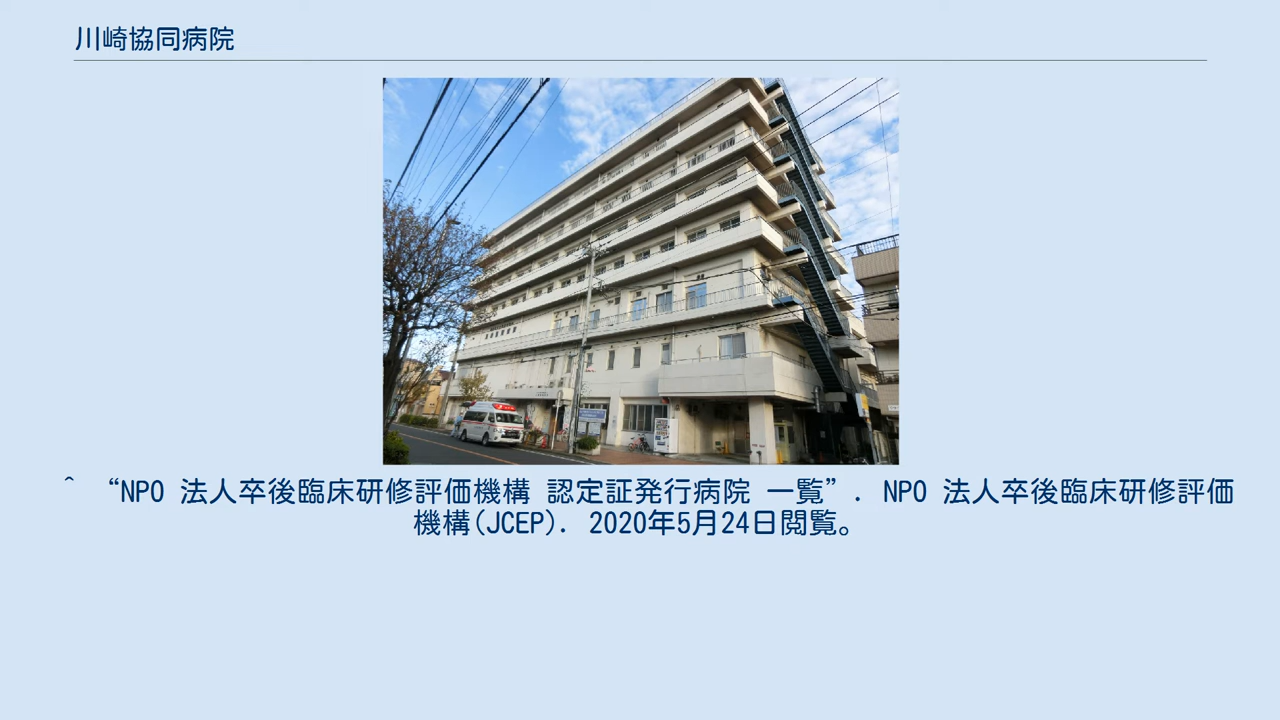 川崎協同病院
^ “NPO 法人卒後臨床研修評価機構 認定証発行病院 一覧”. NPO 法人卒後臨床研修評価
機構(JCEP). 2020年5月24日閲覧。